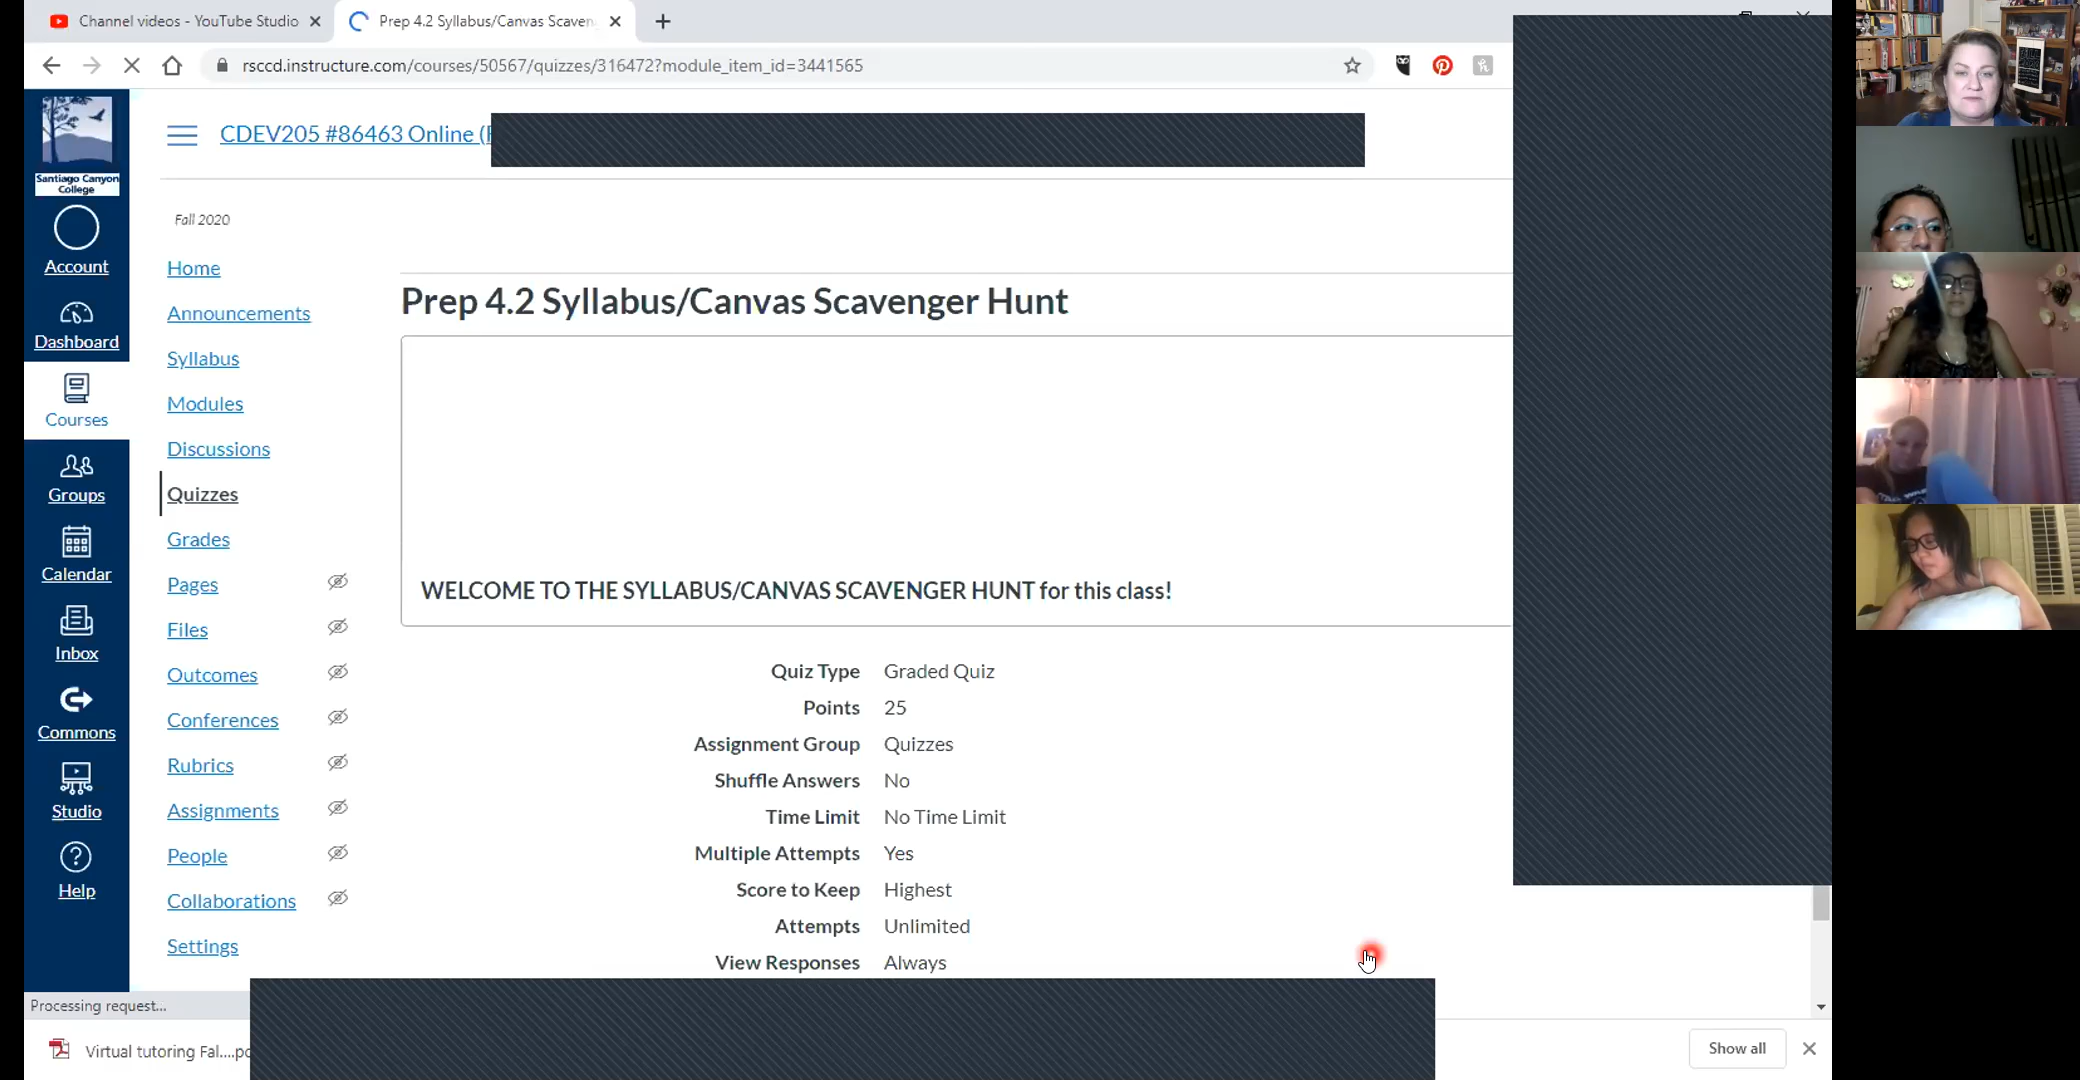 Channel videos - YouTube Studio
Prep 4.2 Syllabus/Canvas Scaven
rsccd.instructure.com/courses/50567/quizzes/316472?module_item_id=3441565
Santiago Canyon
College
CDEV205 #86463 Online (
Fall 2020
Account
Dashboard
Courses
Groups
Calendar
Inbox
Commons
Studio
Help
Home
Announcements
Syllabus
Modules
Discussions
Quizzes
Grades
Pages
Files
Outcomes
Conferences
Rubrics
Assignments
People
Collaborations
Settings
Prep 4.2 Syllabus/Canvas Scavenger Hunt
WELCOME TO THE SYLLABUS/CANVAS SCAVENGER HUNT for this class!
Quiz Type Graded Quiz
Points 25
Assignment Group Quizzes
Shuffle Answers No
Time Limit No Time Limit
Multiple Attempts Yes
Score to Keep Highest
Attempts Unlimited
View Responses Always
Processing request...
Virtual tutoring Fal....
Show all